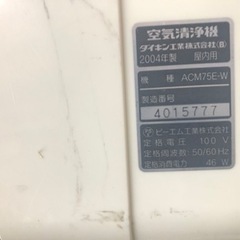 空気清浄機
ダイキン工業株式会社(B)
2004年製 屋内用
機種 ACM75E-W
製造番号
4015777
ピーエム工業株式会社
定格電圧 100 V
定格周波数 50/60Hz
定格消費電力 46 W